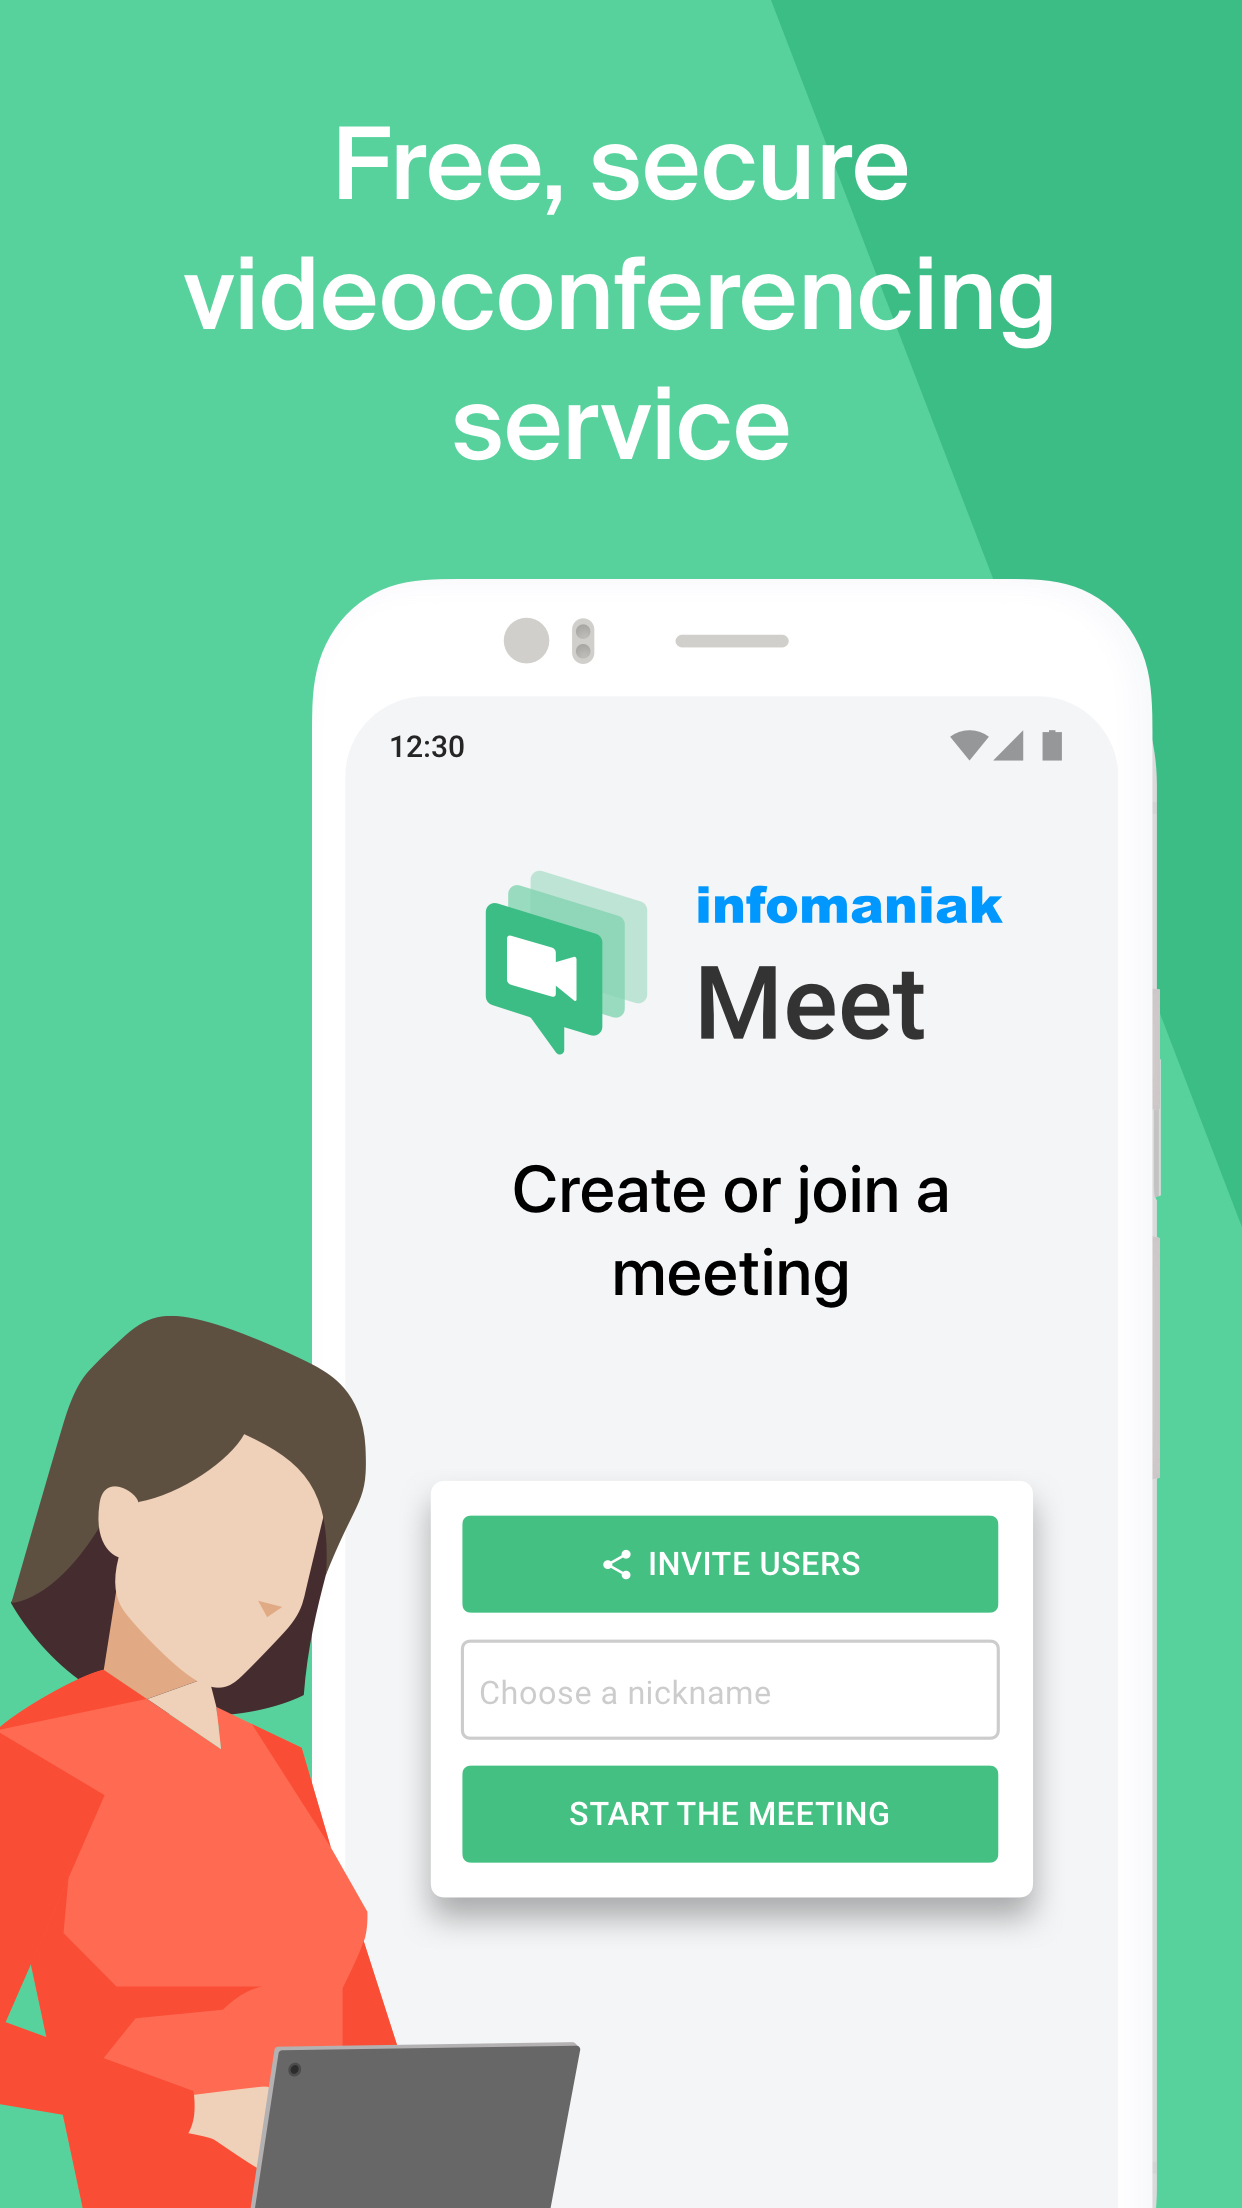 Free, secure
videoconferencing
service
12:30
infomaniak
Meet
Create or join a
meeting
INVITE USERS
Choose a nickname
START THE MEETING